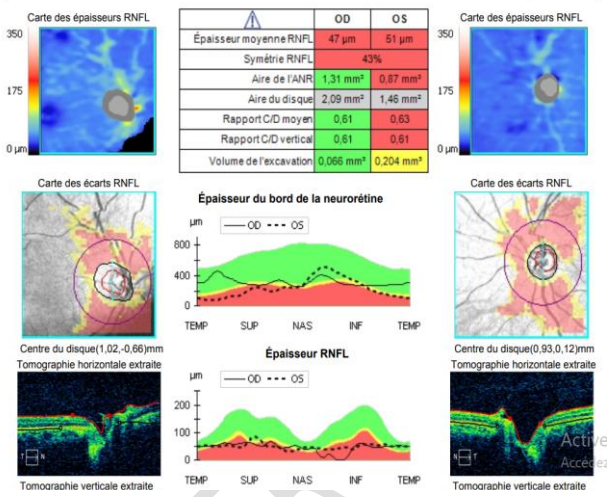 Carte des épaisseurs RNFL
350
175
0 µm
OD OS
Épaisseur moyenne RNFL 47 µm 51 µm
Symétrie RNFL 43%
Aire de l'ANR 1,31 mm² 0,87 mm²
Aire du disque 2,09 mm² 1,46 mm²
Rapport C/D moyen 0,61 0,63
Rapport C/D vertical 0,61 0,61
Volume de l'excavation 0,066 mm³ 0,204 mm³
Carte des épaisseurs RNFL
350
175
0 µm
Carte des écarts RNFL
Centre du disque(1,02,-0,66)mm
Épaisseur du bord de la neurorétine
µm
OD OS
800
400
0
TEMP SUP NAS INF TEMP
Carte des écarts RNFL
Centre du disque(0,93,0,12)mm
Tomographie horizontale extraite
T N
Tomographie verticale extraite
Épaisseur RNFL
µm
OD OS
200
100
0
TEMP SUP NAS INF TEMP
Tomographie horizontale extraite
N T
Tomographie verticale extraite
Active
Accédez